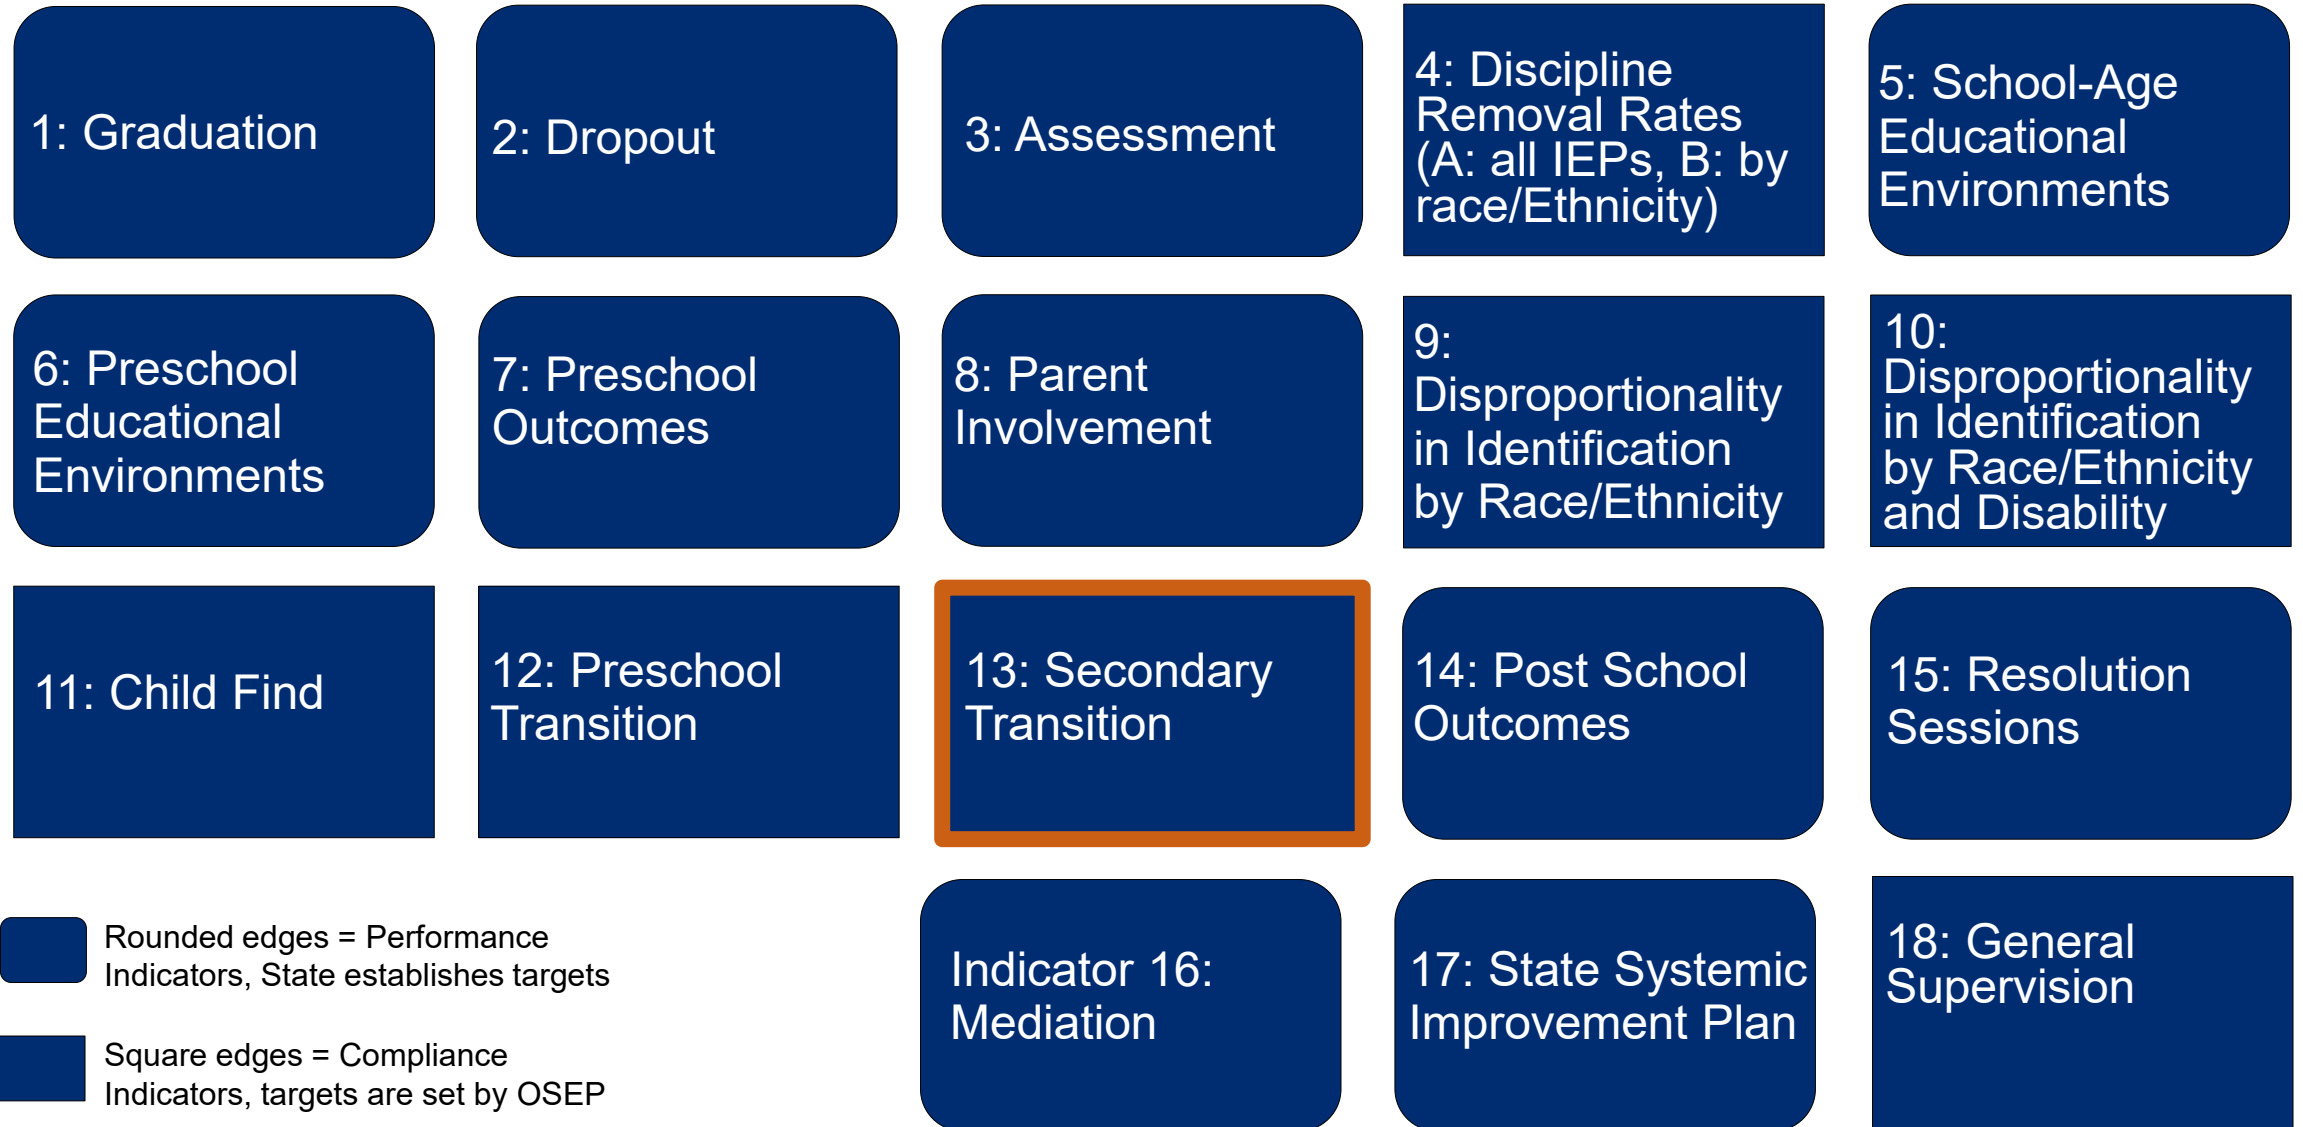 1: Graduation
2: Dropout
3: Assessment
4: Discipline
Removal Rates
(A: all IEPs, B: by
race/Ethnicity)
5: School-Age
Educational
Environments
6: Preschool
Educational
Environments
7: Preschool
Outcomes
8: Parent
Involvement
9:
Disproportionality
in Identification
by Race/Ethnicity
10:
Disproportionality
in Identification
by Race/Ethnicity
and Disability
11: Child Find
12: Preschool
Transition
13: Secondary
Transition
14: Post School
Outcomes
15: Resolution
Sessions
Rounded edges = Performance
Indicators, State establishes targets
Square edges = Compliance
Indicators, targets are set by OSEP
Indicator 16:
Mediation
17: State Systemic
Improvement Plan
18: General
Supervision